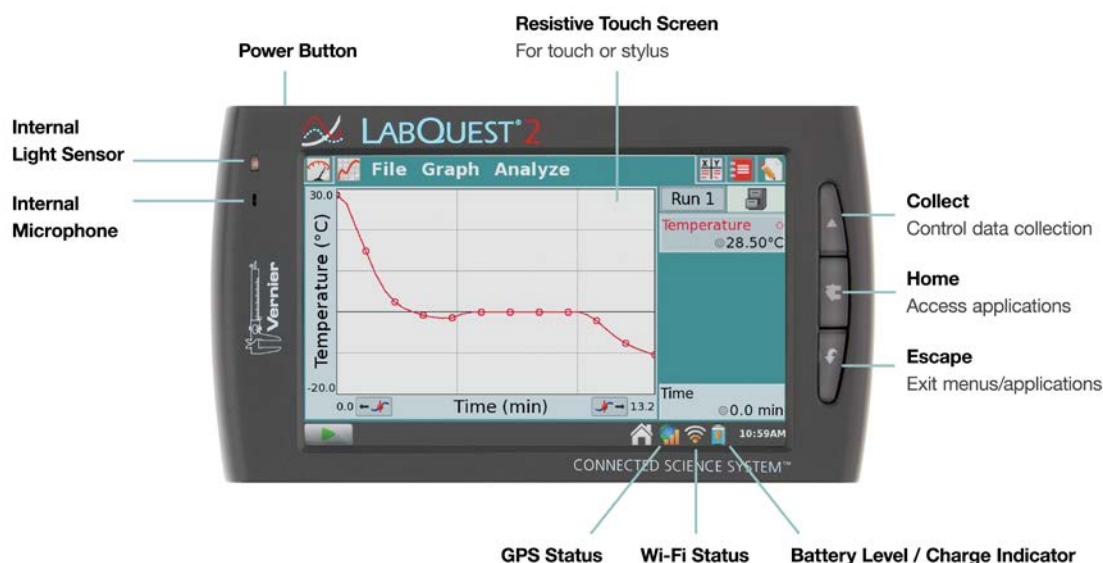 Resistive Touch Screen
For touch or stylus
Power Button
Internal
Light Sensor
Internal
Microphone
LABQUEST® 2
File Graph Analyze
X Y
30.0
Temperature (°C)
-20.0
0.0
Time (min)
13.2
Run 1
Temperature
28.50°C
Time
0.0 min
10:59AM
Vernier
CONNECTED SCIENCE SYSTEM™
Collect
Control data collection
Home
Access applications
Escape
Exit menus/applications
GPS Status
Wi-Fi Status
Battery Level / Charge Indicator